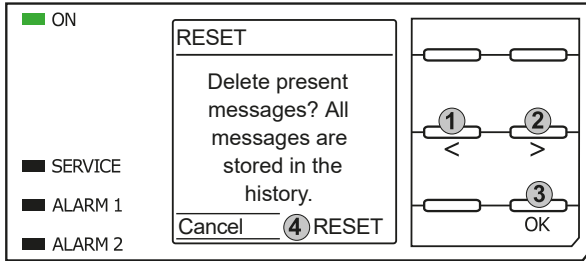 ON
RESET
Delete present
messages? All
messages are
stored in the
history.
Cancel 4 RESET
SERVICE
ALARM 1
ALARM 2
1 2
< >
3
OK